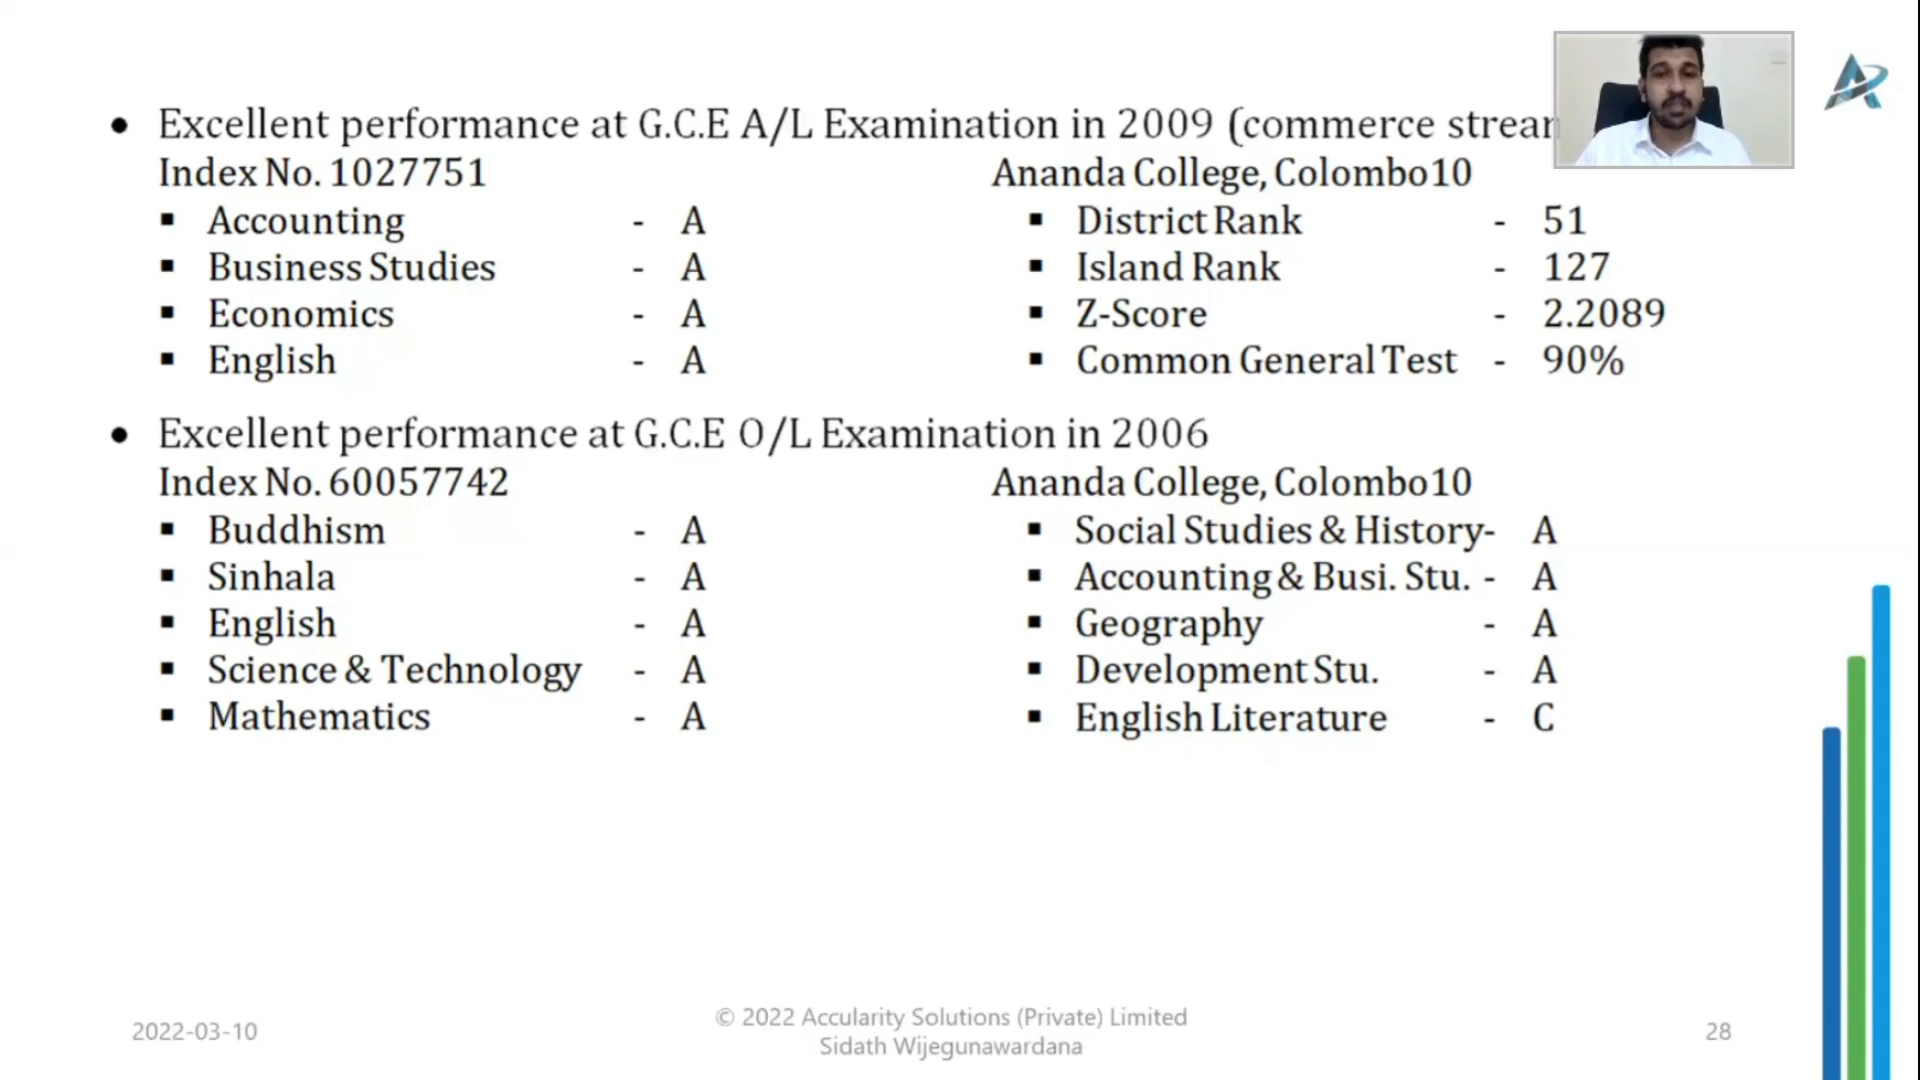 • Excellent performance at G.C.E A/L Examination in 2009 (commerce
Index No. 1027751 Ananda College, Colombo10
▪ Accounting - A ▪ District Rank - 51
▪ Business Studies - A ▪ Island Rank - 127
▪ Economics - A ▪ Z-Score - 2.2089
▪ English - A ▪ Common General Test - 90%
• Excellent performance at G.C.E O/L Examination in 2006
Index No. 60057742 Ananda College, Colombo10
▪ Buddhism - A ▪ Social Studies & History- A
▪ Sinhala - A ▪ Accounting & Busi. Stu. - A
▪ English - A ▪ Geography - A
▪ Science & Technology - A ▪ Development Stu. - A
▪ Mathematics - A ▪ English Literature - C
2022-03-10
© 2022 Accularity Solutions (Private) Limited
Sidath Wijegunawardana
28